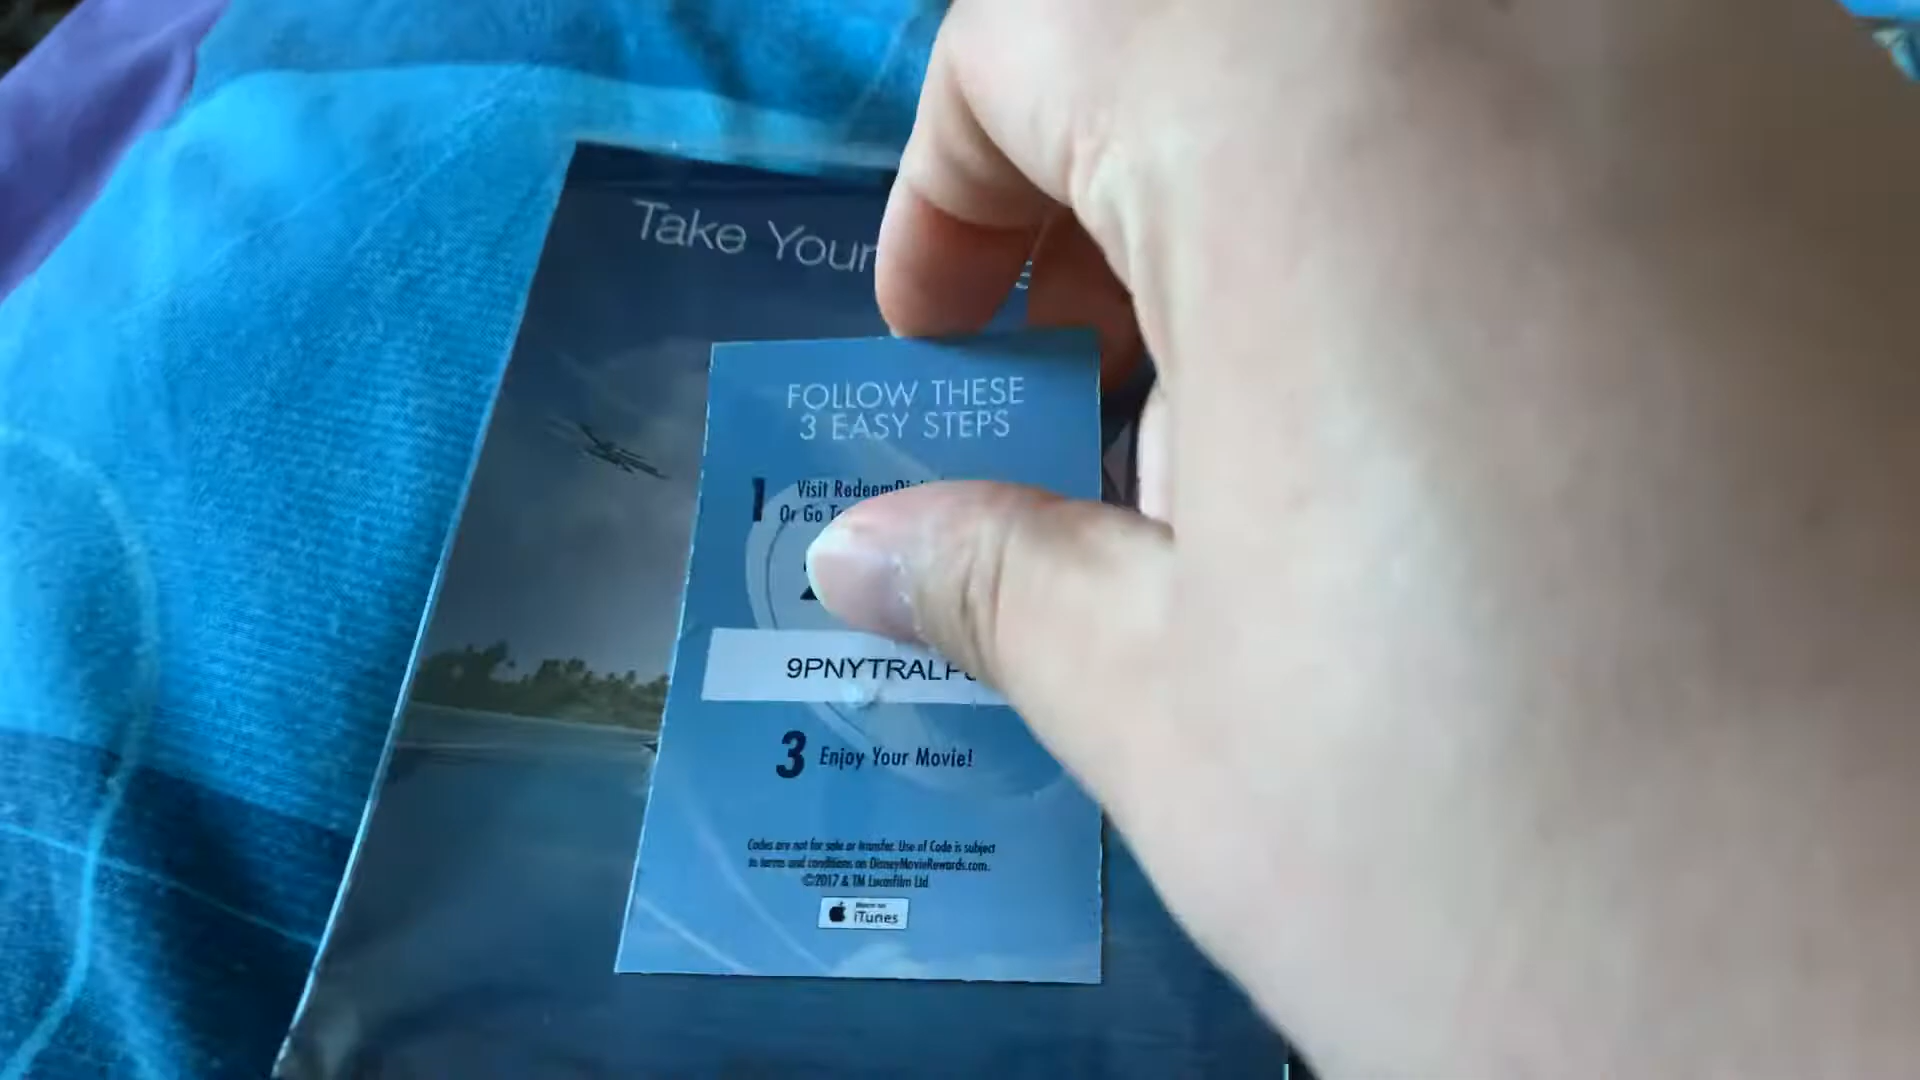 Take Your
FOLLOW THESE
3 EASY STEPS
1 Visit
Or Go
9PNYTRALP
3 Enjoy Your Movie!
Codes are not for sale or transfer. Use of Code is subject
to terms and conditions on DisneyMovieRewards.com.
©2017 & TM Lucasfilm Ltd.
iTunes